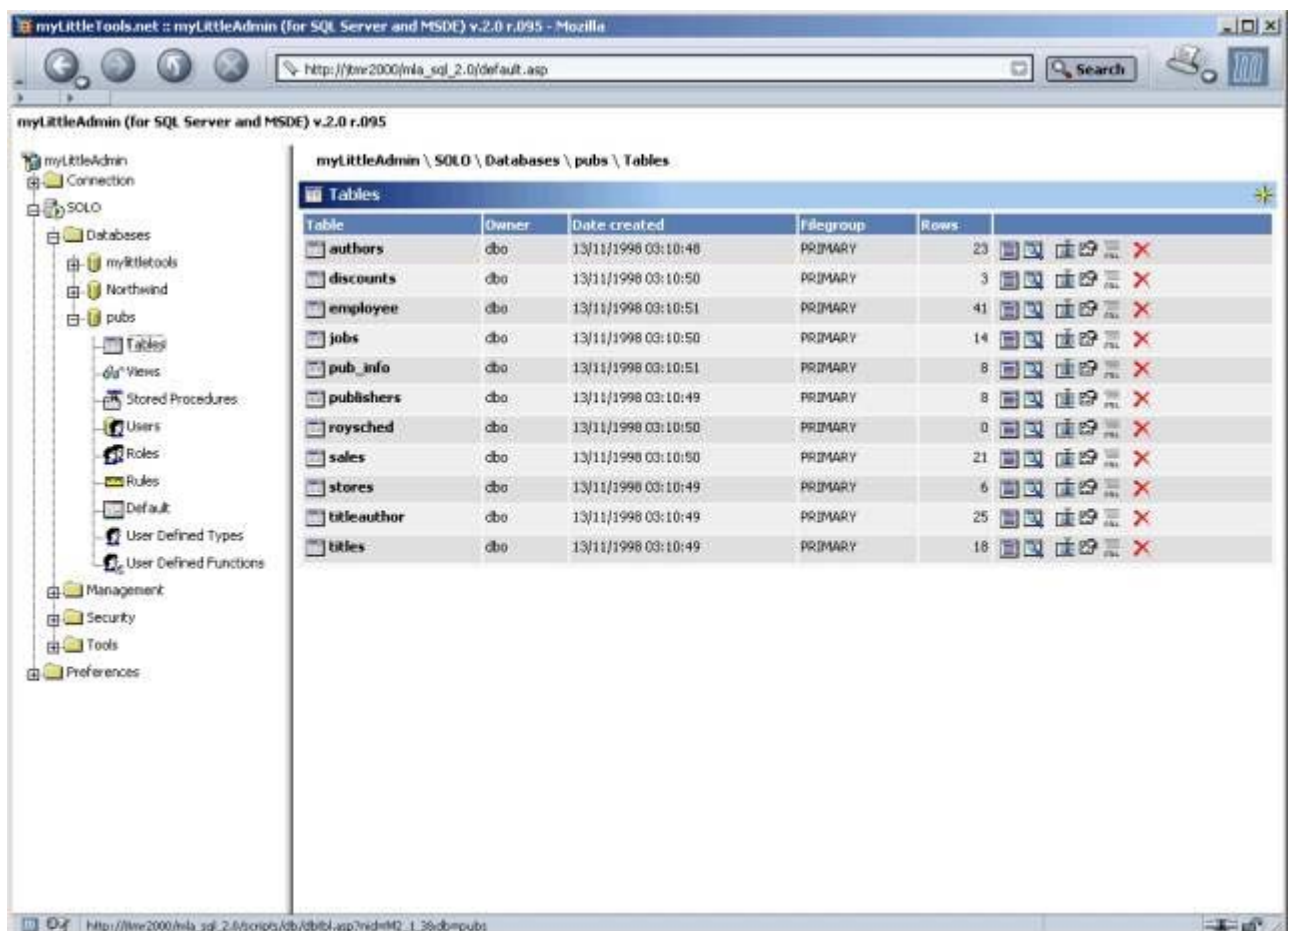 myLittleTools.net :: myLittleAdmin (for SQL Server and MSDE) v.2.0 r.095 - Mozilla
http://jtmr2000/mla_sql_2.0/default.asp Search
myLittleAdmin (for SQL Server and MSDE) v.2.0 r.095
myLittleAdmin
Connection
SOLO
Databases
mylittletools
Northwind
pubs
Tables
Views
Stored Procedures
Users
Roles
Rules
Default
User Defined Types
User Defined Functions
Management
Security
Tools
Preferences
myLittleAdmin \ SOLO \ Databases \ pubs \ Tables
Tables
Table Owner Date created Filegroup Rows
authors dbo 13/11/1998 03:10:48 PRIMARY 23
discounts dbo 13/11/1998 03:10:50 PRIMARY 3
employee dbo 13/11/1998 03:10:51 PRIMARY 41
jobs dbo 13/11/1998 03:10:50 PRIMARY 14
pub_info dbo 13/11/1998 03:10:51 PRIMARY 8
publishers dbo 13/11/1998 03:10:49 PRIMARY 8
roysched dbo 13/11/1998 03:10:50 PRIMARY 0
sales dbo 13/11/1998 03:10:50 PRIMARY 21
stores dbo 13/11/1998 03:10:49 PRIMARY 6
titleauthor dbo 13/11/1998 03:10:49 PRIMARY 25
titles dbo 13/11/1998 03:10:49 PRIMARY 18